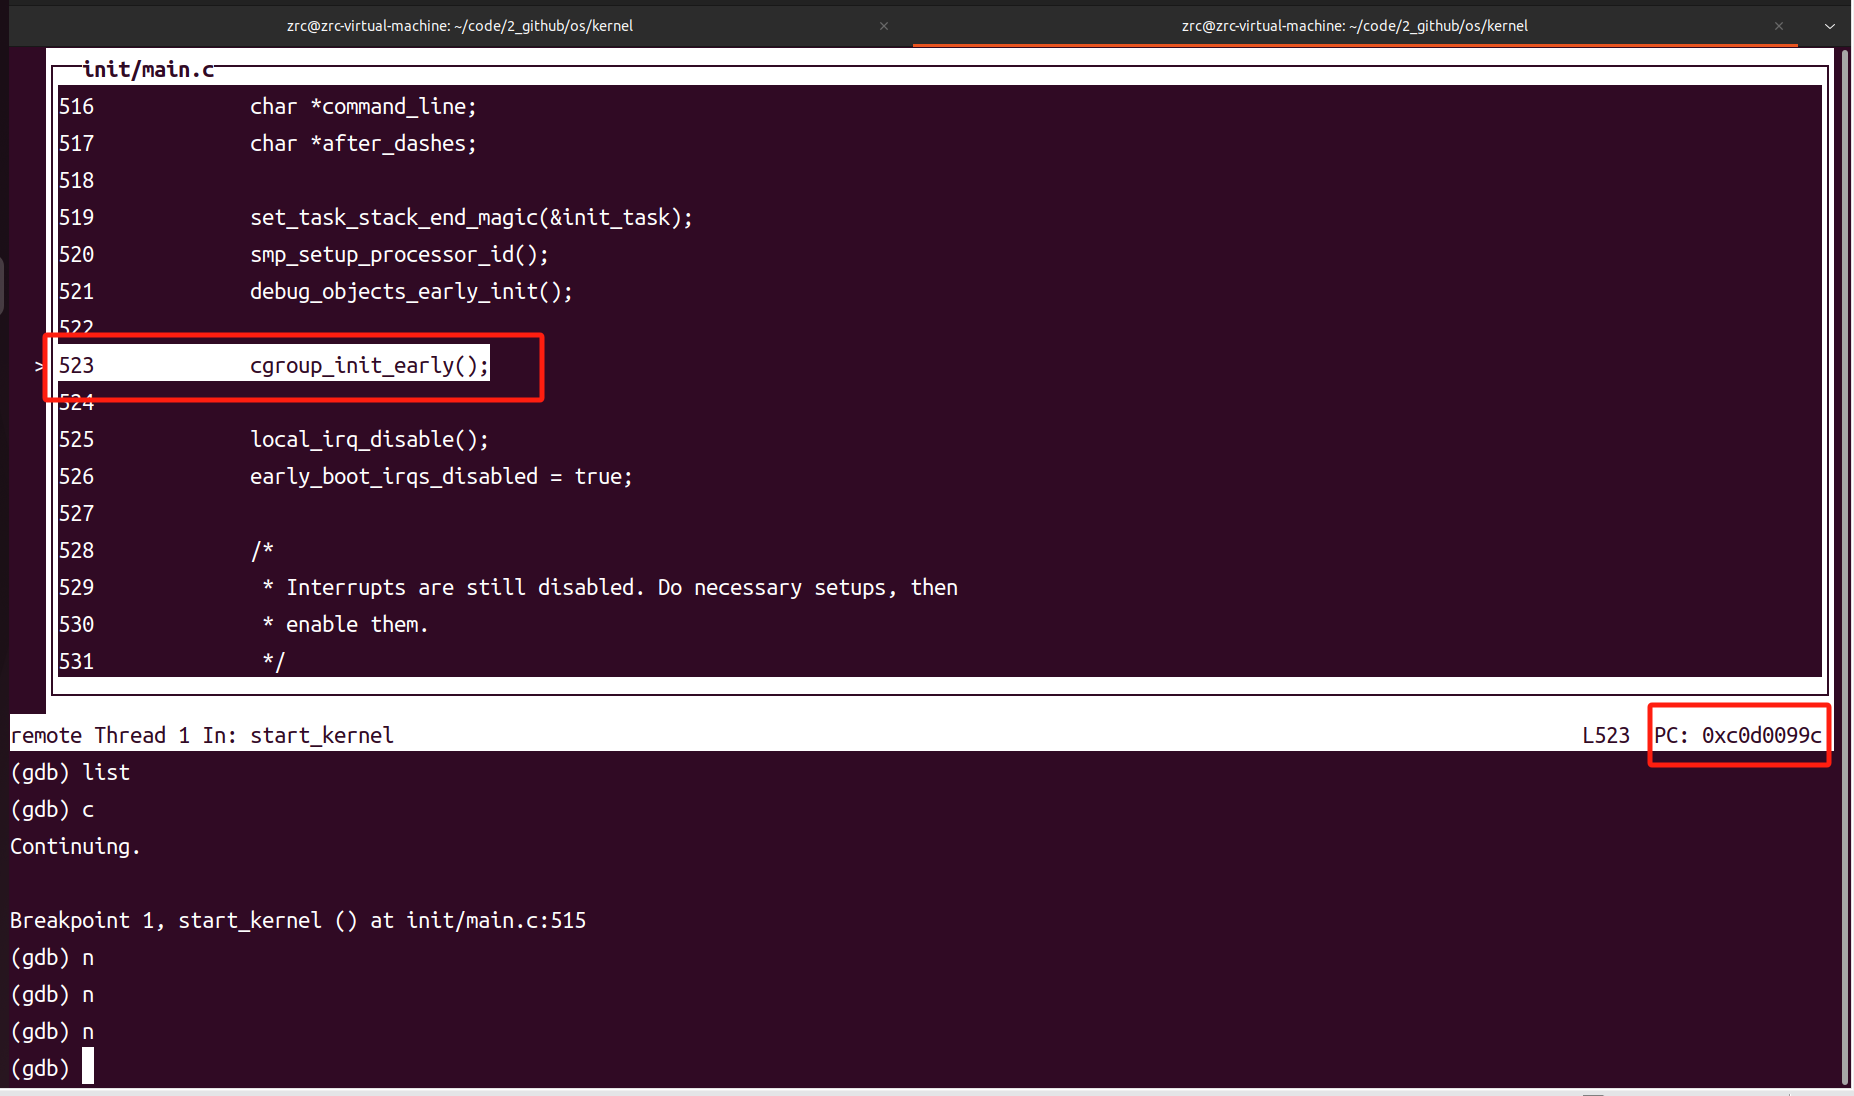 zrc@zrc-virtual-machine: ~/code/2_github/os/kernel × zrc@zrc-virtual-machine: ~/code/2_github/os/kernel ×
init/main.c
516 char *command_line;
517 char *after_dashes;
518
519 set_task_stack_end_magic(&init_task);
520 smp_setup_processor_id();
521 debug_objects_early_init();
522
>523 cgroup_init_early();
524
525 local_irq_disable();
526 early_boot_irqs_disabled = true;
527
528 /*
529 * Interrupts are still disabled. Do necessary setups, then
530 * enable them.
531 */
remote Thread 1 In: start_kernel L523 PC: 0xc0d0099c
(gdb) list
(gdb) c
Continuing.
Breakpoint 1, start_kernel () at init/main.c:515
(gdb) n
(gdb) n
(gdb) n
(gdb)